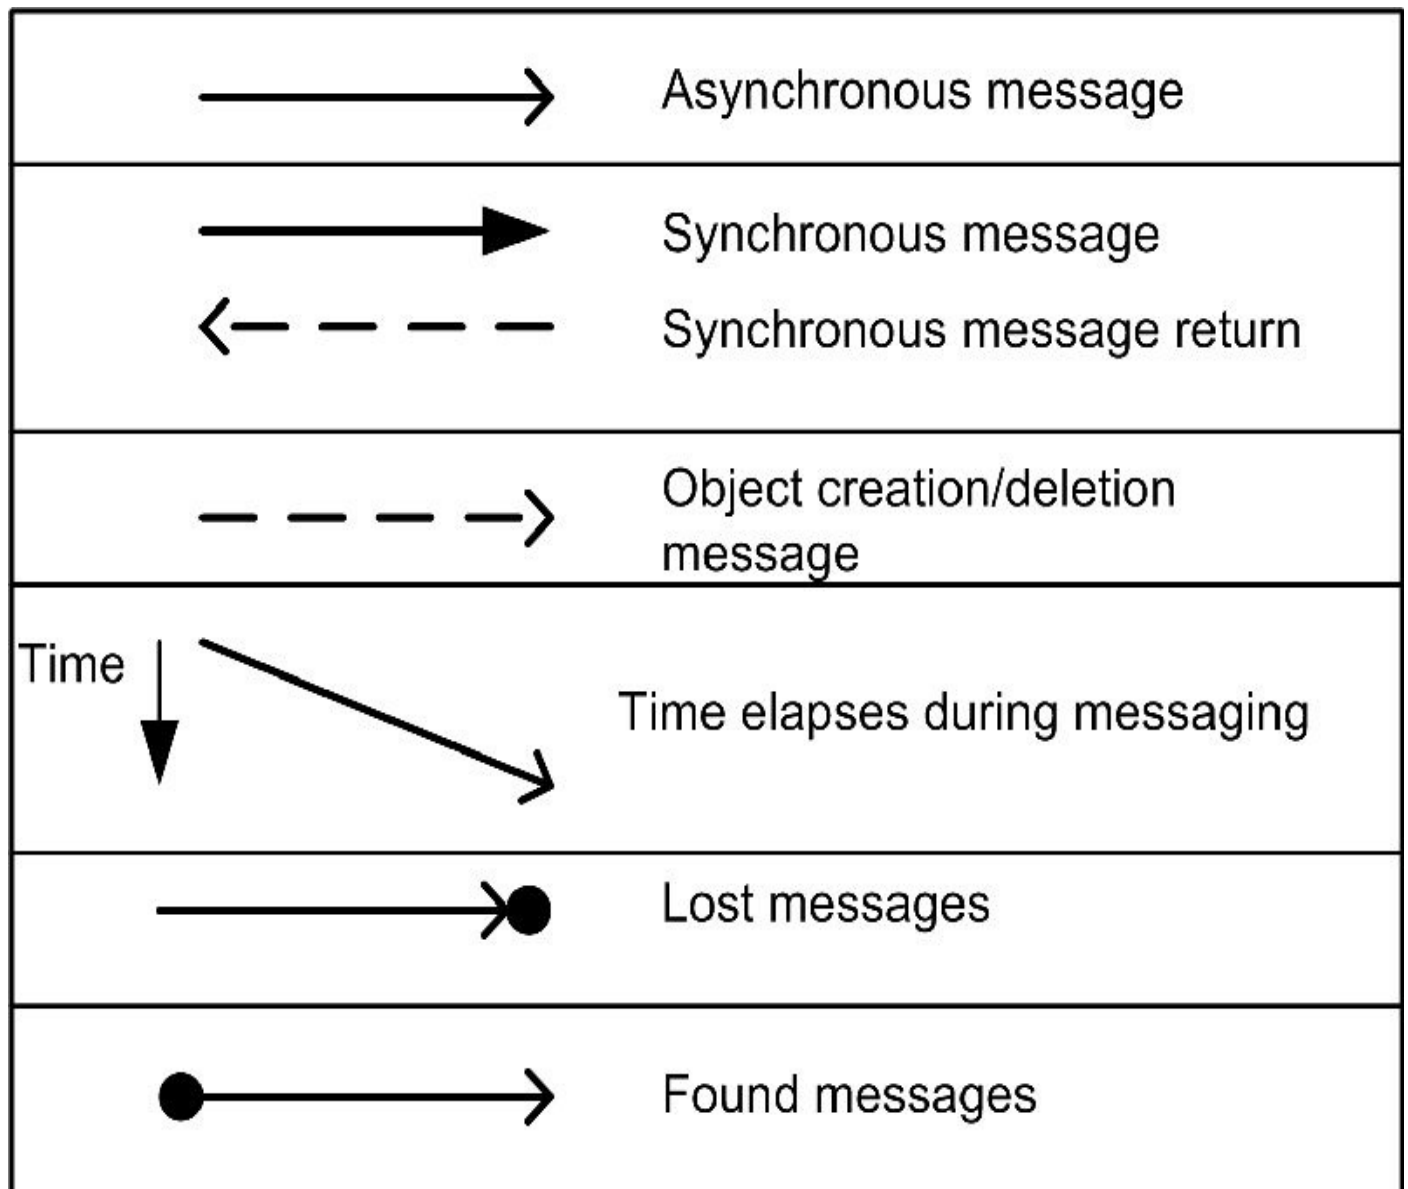 Asynchronous message
Synchronous message
Synchronous message return
Object creation/deletion
message
Time
Time elapses during messaging
Lost messages
Found messages